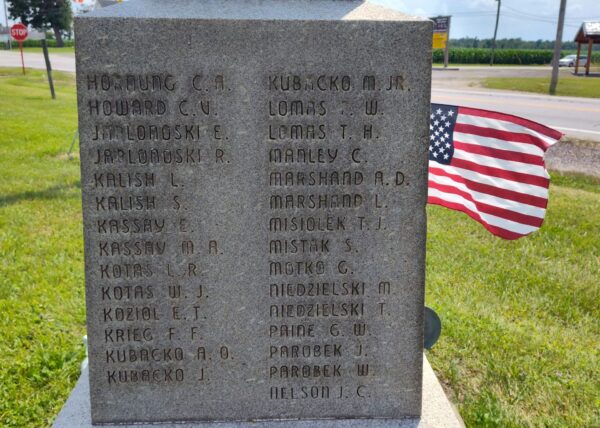 STOP
HORNUNG C. A.
HOWARD C. V.
JABLONOSKI E.
JABLONOSKI R.
KALISH L.
KALISH S.
KASSAY E.
KASSAY M. A.
KOTAS L. R.
KOTAS W. J.
KOZIOL E. T.
KRIEG F. F.
KUBACKO A. O.
KUBACKO J.
KUBACKO M. JR.
LOMAS W.
LOMAS T. H.
MANLEY C.
MARSHAND A. D.
MARSHAND L.
MISIOLEK T. J.
MISTAK S.
MOTKO G.
NIEDZIELSKI M.
NIEDZIELSKI T.
PAINE G. W.
PAROBEK J.
PAROBEK W.
NELSON J. C.